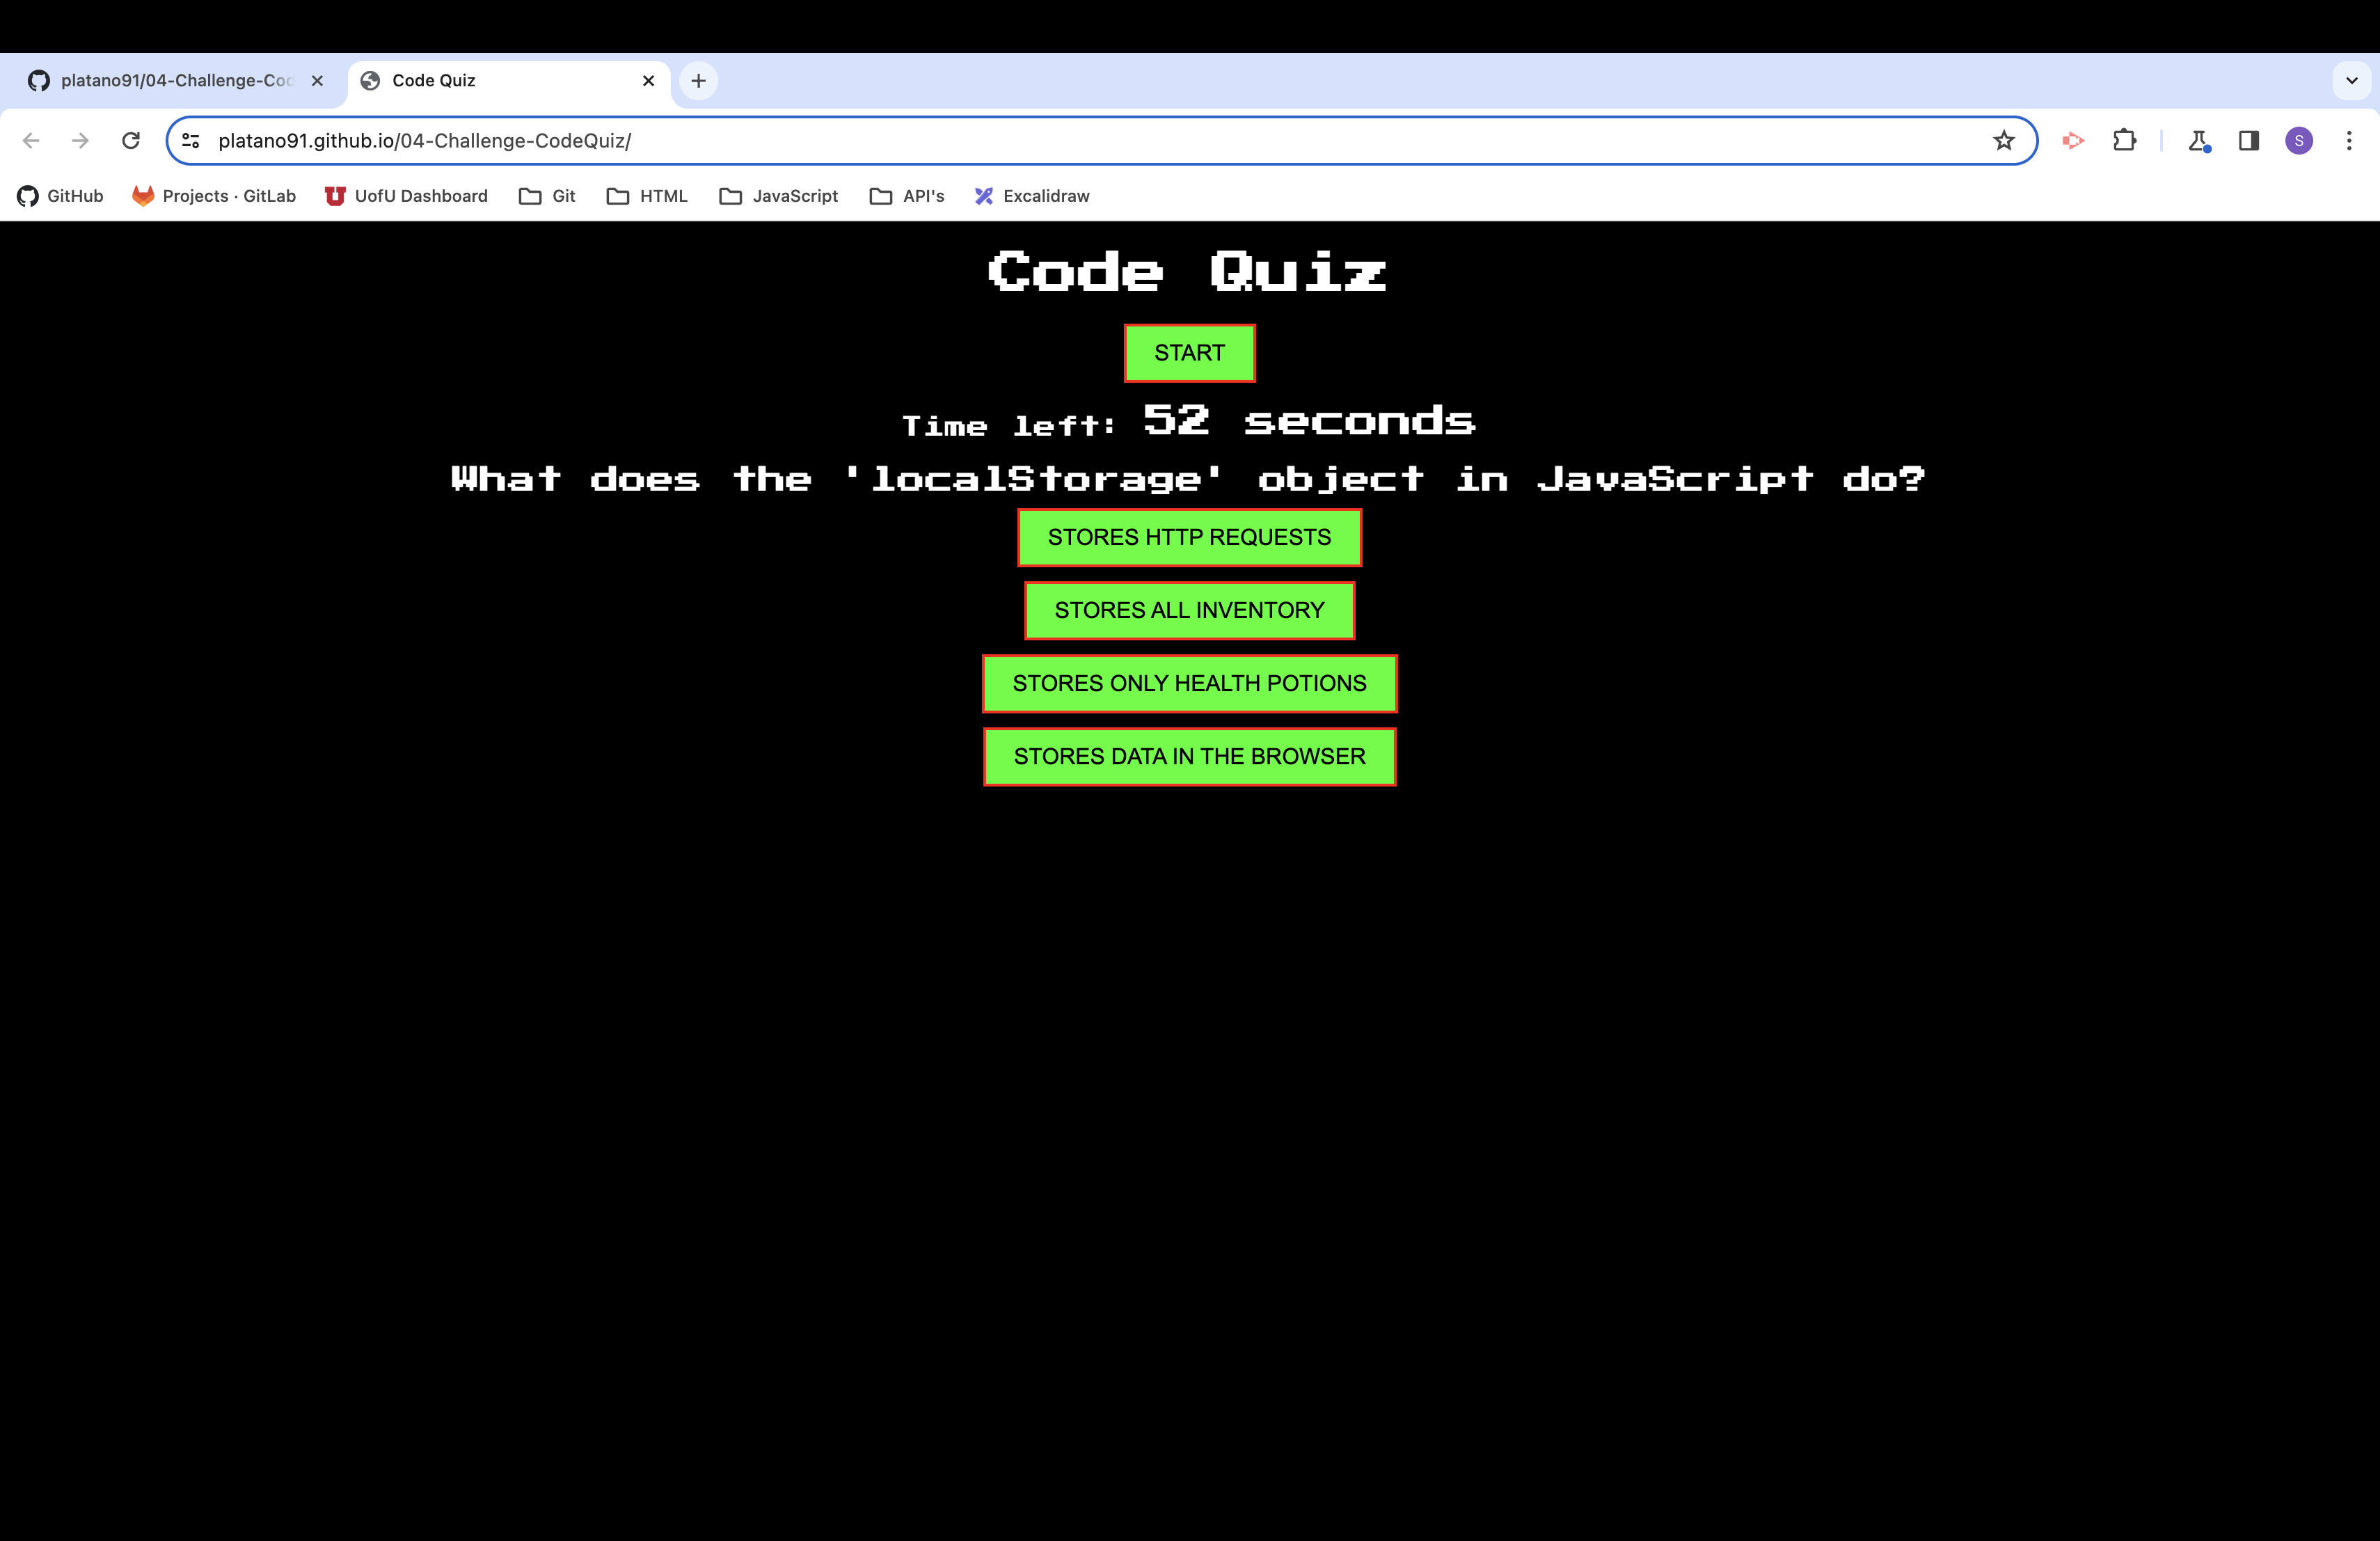 platano91/04-Challenge-Co
Code Quiz
platano91.github.io/04-Challenge-CodeQuiz/
S
GitHub
Projects · GitLab
UofU Dashboard
Git
HTML
JavaScript
API's
Excalidraw
Code Quiz
START
Time left: 52 seconds
What does the 'localStorage' object in JavaScript do?
STORES HTTP REQUESTS
STORES ALL INVENTORY
STORES ONLY HEALTH POTIONS
STORES DATA IN THE BROWSER